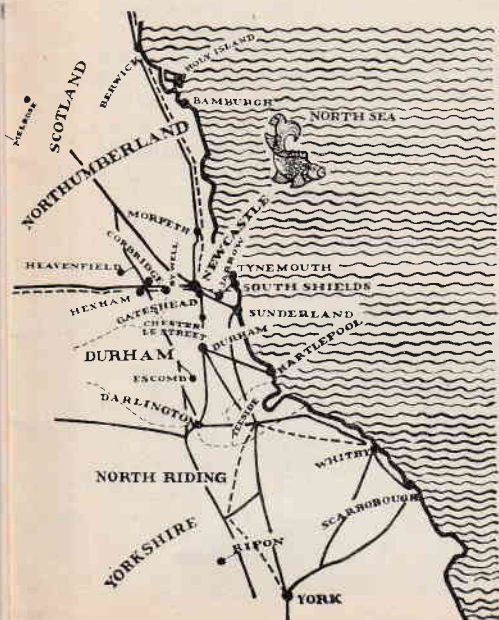 HOLY ISLAND
BERWICK
BAMBURGH
SCOTLAND
MELROSE
NORTH SEA
NORTHUMBERLAND
MORPETH
NEWCASTLE
CORBRIDGE
JARROW
HEAVENFIELD
TYNEMOUTH
SOUTH SHIELDS
HEXHAM
GATESHEAD
SUNDERLAND
CHESTER
LE STREET
DURHAM
HARTLEPOOL
DURHAM
ESCOMB
DARLINGTON
TEESSIDE
WHITBY
NORTH RIDING
SCARBOROUGH
YORKSHIRE
RIPON
YORK